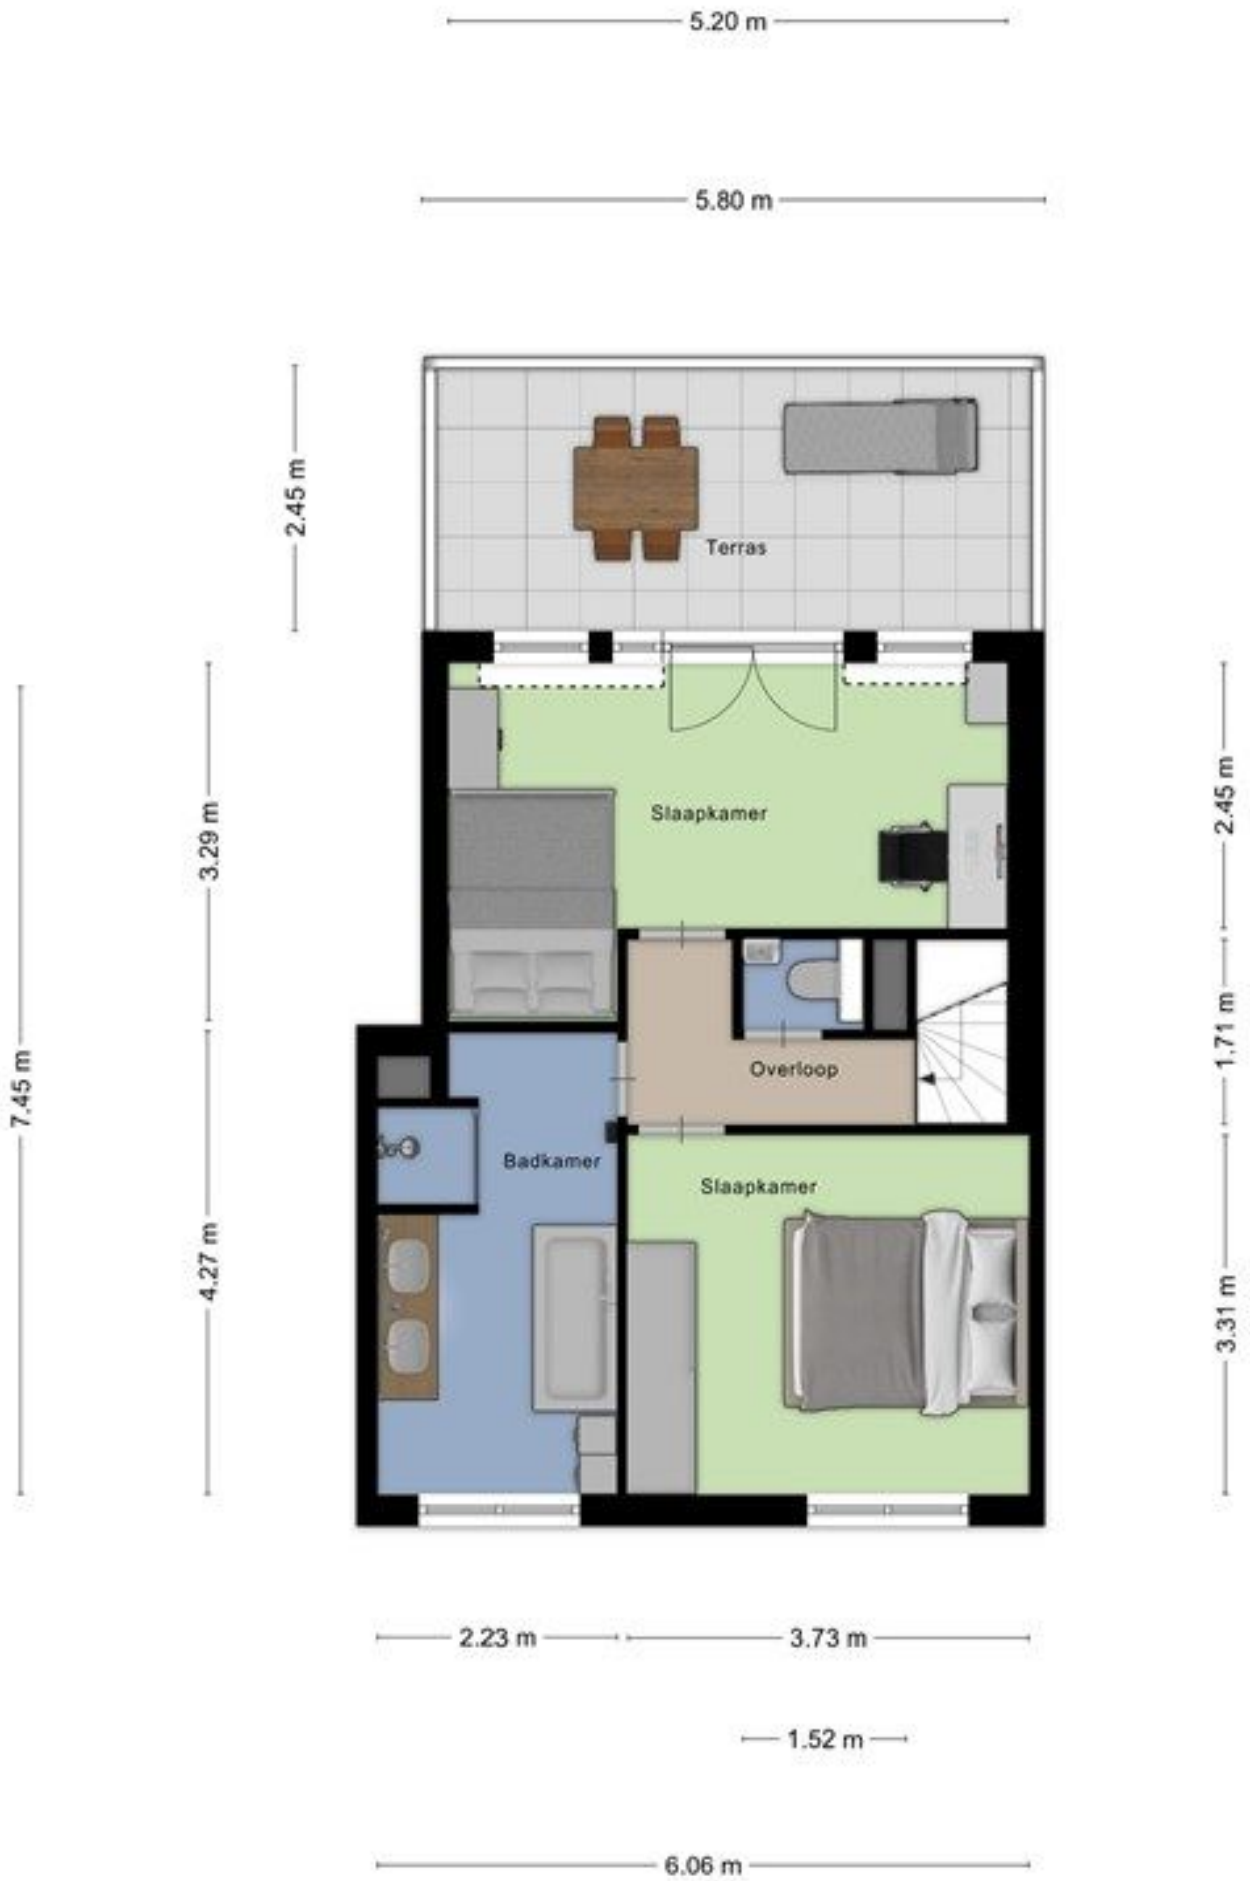 5.20 m
5.80 m
2.45 m
Terras
3.29 m
2.45 m
Slaapkamer
7.45 m
1.71 m
Overloop
Badkamer
Slaapkamer
4.27 m
3.31 m
2.23 m
3.73 m
1.52 m
6.06 m